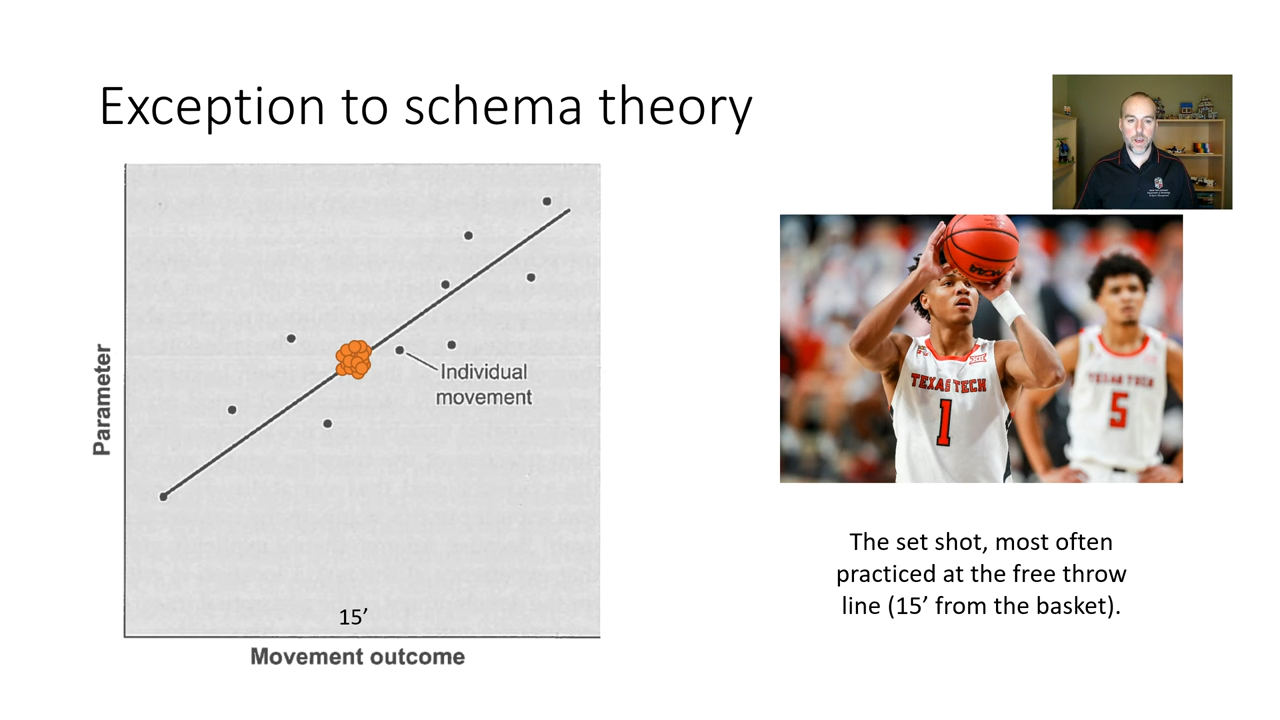 Exception to schema theory
Parameter
Individual
movement
15’
Movement outcome
NCAA
TEXAS TECH
1
TEXAS TECH
5
The set shot, most often
practiced at the free throw
line (15’ from the basket).